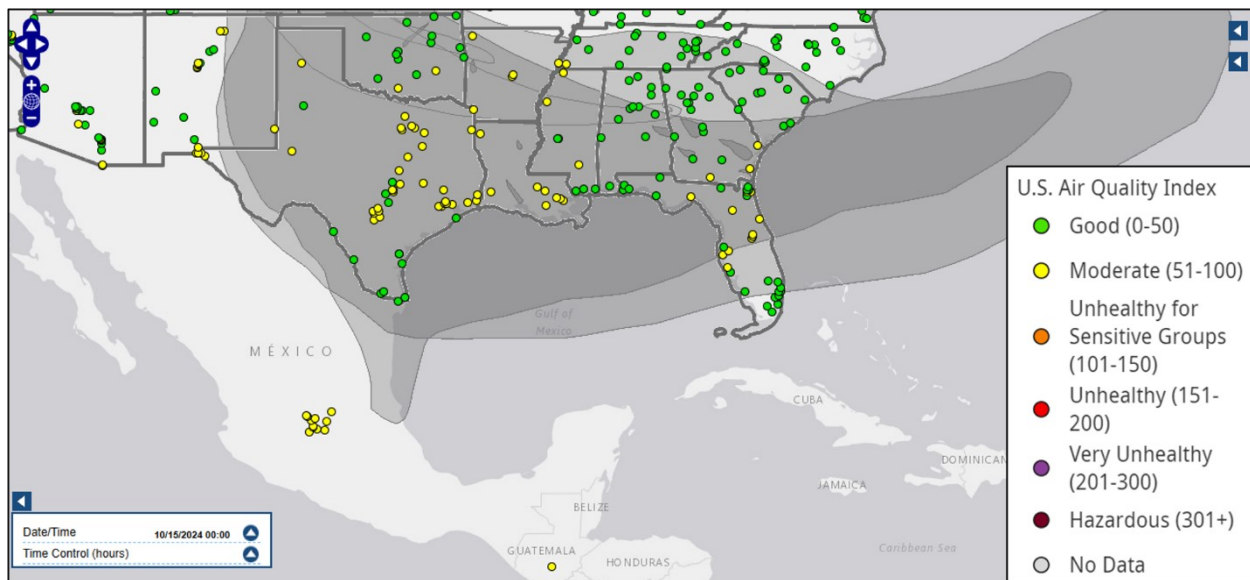 Gulf of
Mexico
MÉXICO
CUBA
DOMINICAN
JAMAICA
BELIZE
GUATEMALA
HONDURAS
Caribbean Sea
U.S. Air Quality Index
Good (0-50)
Moderate (51-100)
Unhealthy for
Sensitive Groups
(101-150)
Unhealthy (151-
200)
Very Unhealthy
(201-300)
Hazardous (301+)
No Data
Date/Time 10/15/2024 00:00
Time Control (hours)